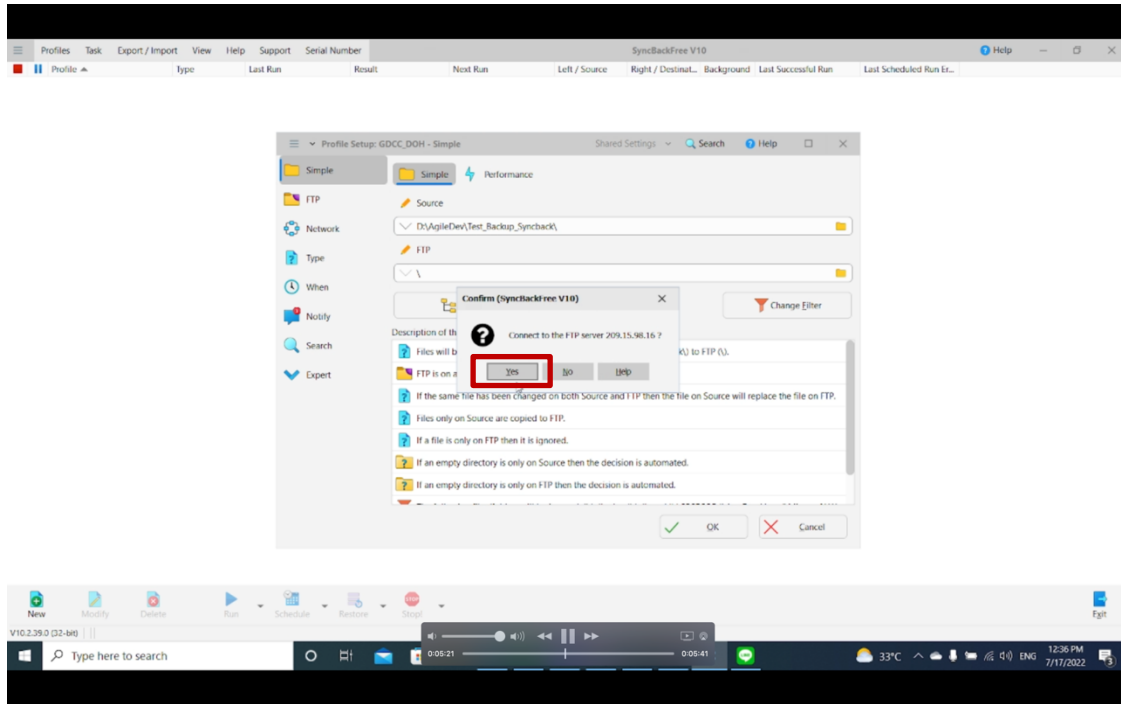 Profiles Task Export / Import View Help Support Serial Number SyncBackFree V10 Help
Profile Type Last Run Result Next Run Left / Source Right / Destinat... Background Last Successful Run Last Scheduled Run Er...
Profile Setup: GDCC_DOH - Simple Shared Settings Search Help
Simple
FTP
Network
Type
When
Notify
Search
Expert
Simple Performance
Source
D:\AgileDev\Test_Backup_Syncback\
FTP
\
Change Filter
Confirm (SyncBackFree V10)
Connect to the FTP server 209.15.98.16 ?
Yes No Help
Description of th
Files will b k\) to FTP (\).
FTP is on a
If the same file has been changed on both Source and FTP then the file on Source will replace the file on FTP.
Files only on Source are copied to FTP.
If a file is only on FTP then it is ignored.
If an empty directory is only on Source then the decision is automated.
If an empty directory is only on FTP then the decision is automated.
OK Cancel
New Modify Delete Run Schedule Restore Stop! Exit
V10.2.39.0 (32-bit)
0:05:21 0:05:41
Type here to search
33°C ENG 12:36 PM
7/17/2022
3